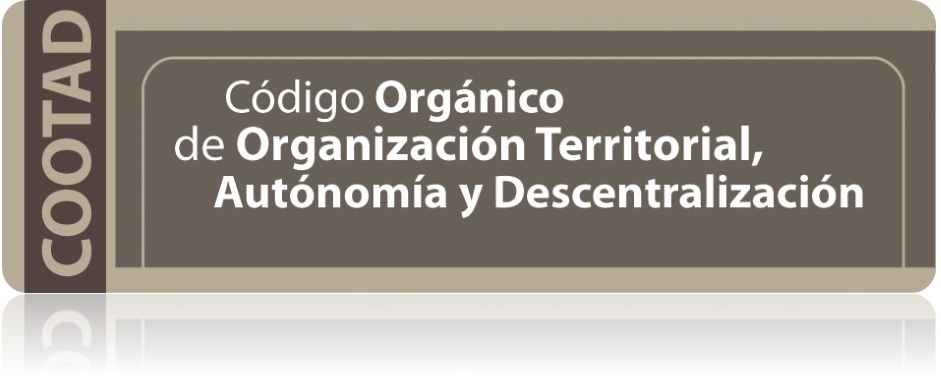 COOTAD
Código Orgánico
de Organización Territorial,
Autónomía y Descentralización